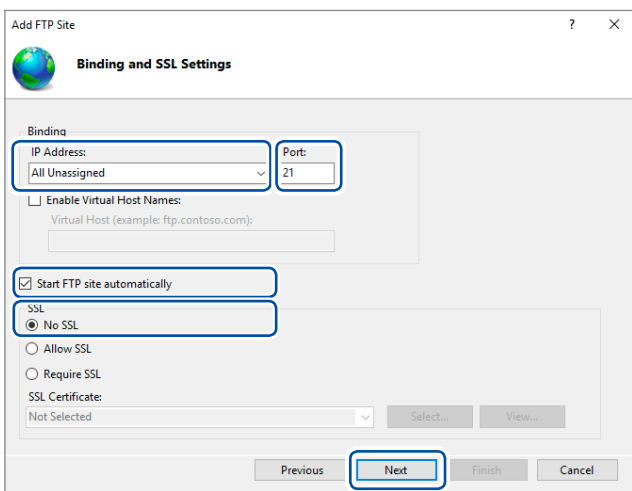 Add FTP Site
?
Binding and SSL Settings
Binding
IP Address:
Port:
All Unassigned
21
Enable Virtual Host Names:
Virtual Host (example: ftp.contoso.com):
Start FTP site automatically
SSL
No SSL
Allow SSL
Require SSL
SSL Certificate:
Not Selected
Select...
View...
Previous
Next
Finish
Cancel